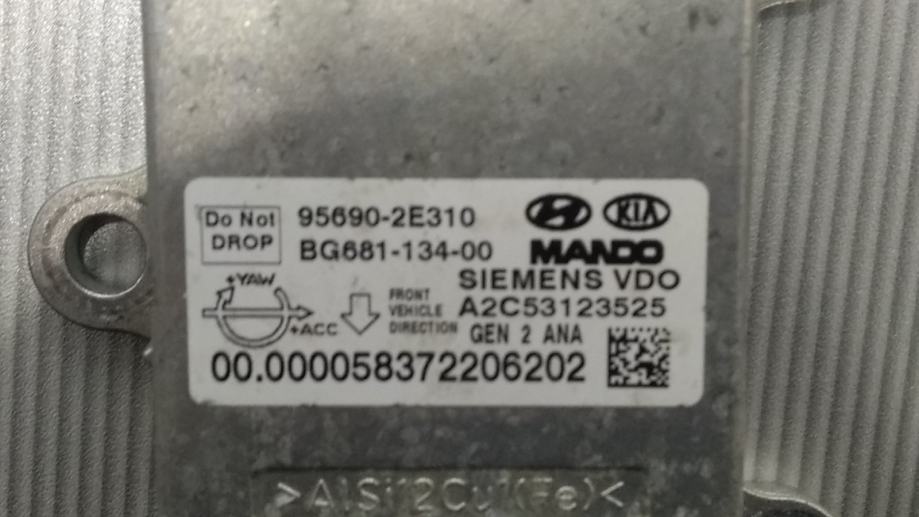 Do Not
DROP
95690-2E310
BG681-134-00
KIA
MANDO
SIEMENS VDO
A2C53123525
GEN 2 ANA
+YAW
+ACC
FRONT
VEHICLE
DIRECTION
00.000058372206202
>AlSi12Cu1(Fe)<